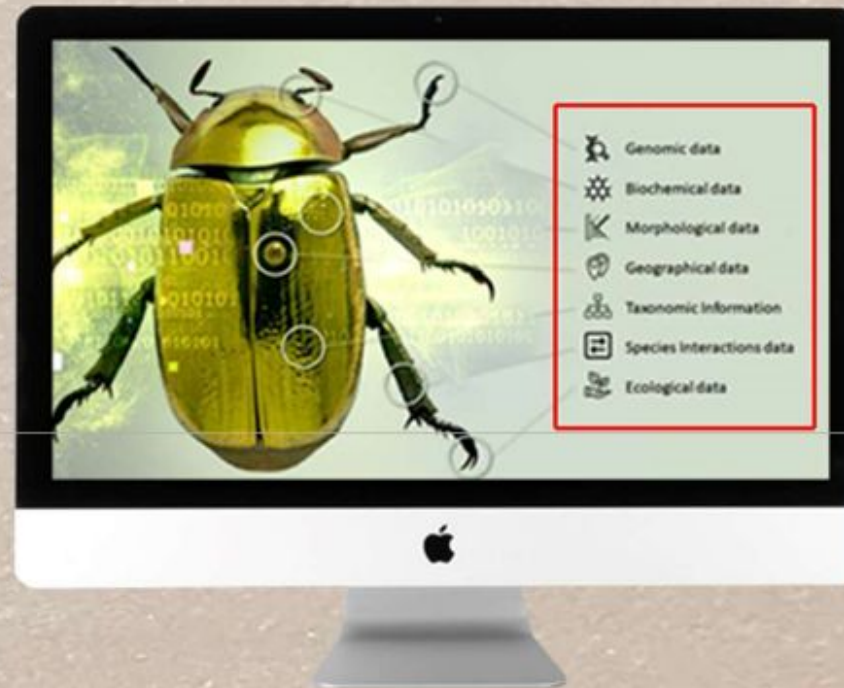 Genomic data
Biochemical data
Morphological data
Geographical data
Taxonomic Information
Species Interactions data
Ecological data